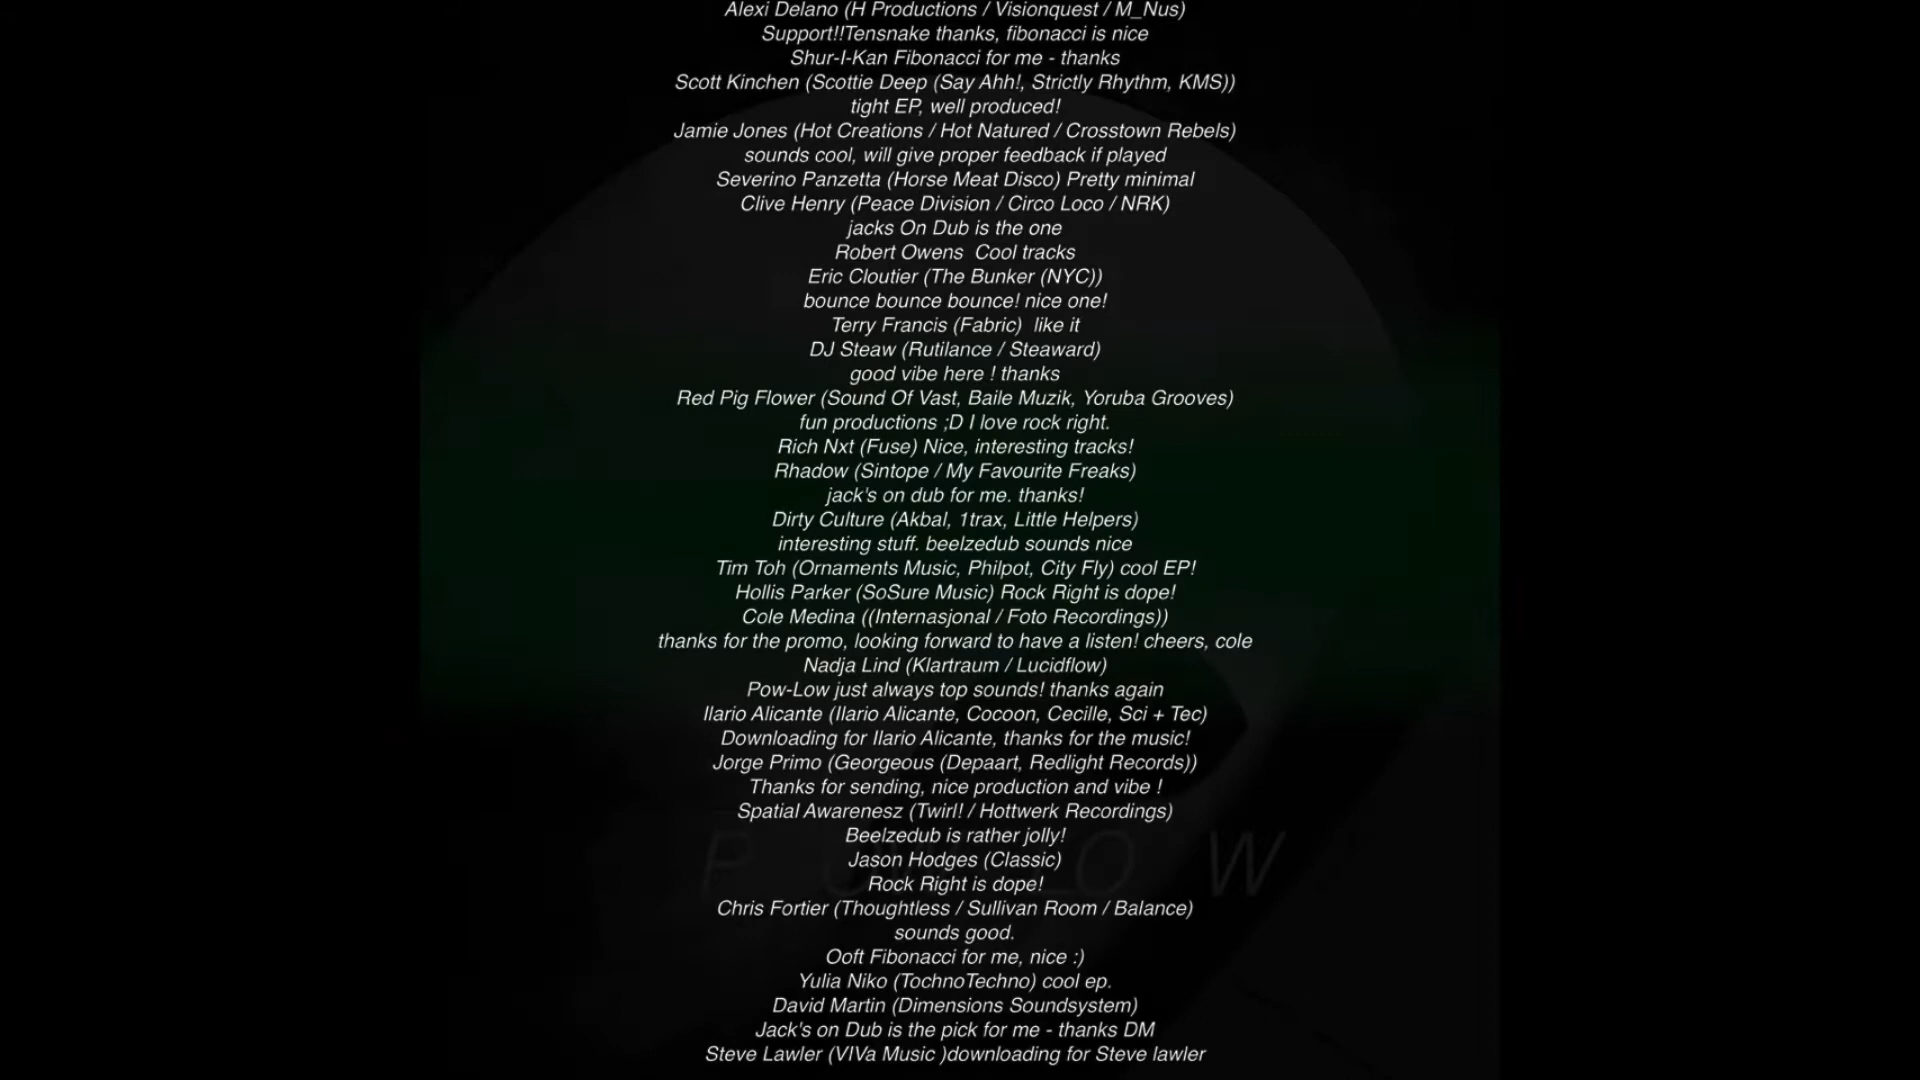 Alexi Delano (H Productions / Visionquest / M_Nus)
Support!!Tensnake thanks, fibonacci is nice
Shur-I-Kan Fibonacci for me - thanks
Scott Kinchen (Scottie Deep (Say Ahh!, Strictly Rhythm, KMS))
tight EP, well produced!
Jamie Jones (Hot Creations / Hot Natured / Crosstown Rebels)
sounds cool, will give proper feedback if played
Severino Panzetta (Horse Meat Disco) Pretty minimal
Clive Henry (Peace Division / Circo Loco / NRK)
jacks On Dub is the one
Robert Owens  Cool tracks
Eric Cloutier (The Bunker (NYC))
bounce bounce bounce! nice one!
Terry Francis (Fabric)  like it
DJ Steaw (Rutilance / Steaward)
good vibe here ! thanks
Red Pig Flower (Sound Of Vast, Baile Muzik, Yoruba Grooves)
fun productions ;D I love rock right.
Rich Nxt (Fuse) Nice, interesting tracks!
Rhadow (Sintope / My Favourite Freaks)
jack's on dub for me. thanks!
Dirty Culture (Akbal, 1trax, Little Helpers)
interesting stuff. beelzedub sounds nice
Tim Toh (Ornaments Music, Philpot, City Fly) cool EP!
Hollis Parker (SoSure Music) Rock Right is dope!
Cole Medina ((Internasjonal / Foto Recordings))
thanks for the promo, looking forward to have a listen! cheers, cole
Nadja Lind (Klartraum / Lucidflow)
Pow-Low just always top sounds! thanks again
Ilario Alicante (Ilario Alicante, Cocoon, Cecille, Sci + Tec)
Downloading for Ilario Alicante, thanks for the music!
Jorge Primo (Georgeous (Depaart, Redlight Records))
Thanks for sending, nice production and vibe !
Spatial Awarenesz (Twirl! / Hottwerk Recordings)
Beelzedub is rather jolly!
Jason Hodges (Classic)
P OW LOW
Rock Right is dope!
Chris Fortier (Thoughtless / Sullivan Room / Balance)
sounds good.
Ooft Fibonacci for me, nice :)
Yulia Niko (TochnoTechno) cool ep.
David Martin (Dimensions Soundsystem)
Jack's on Dub is the pick for me - thanks DM
Steve Lawler (VIVa Music )downloading for Steve lawler